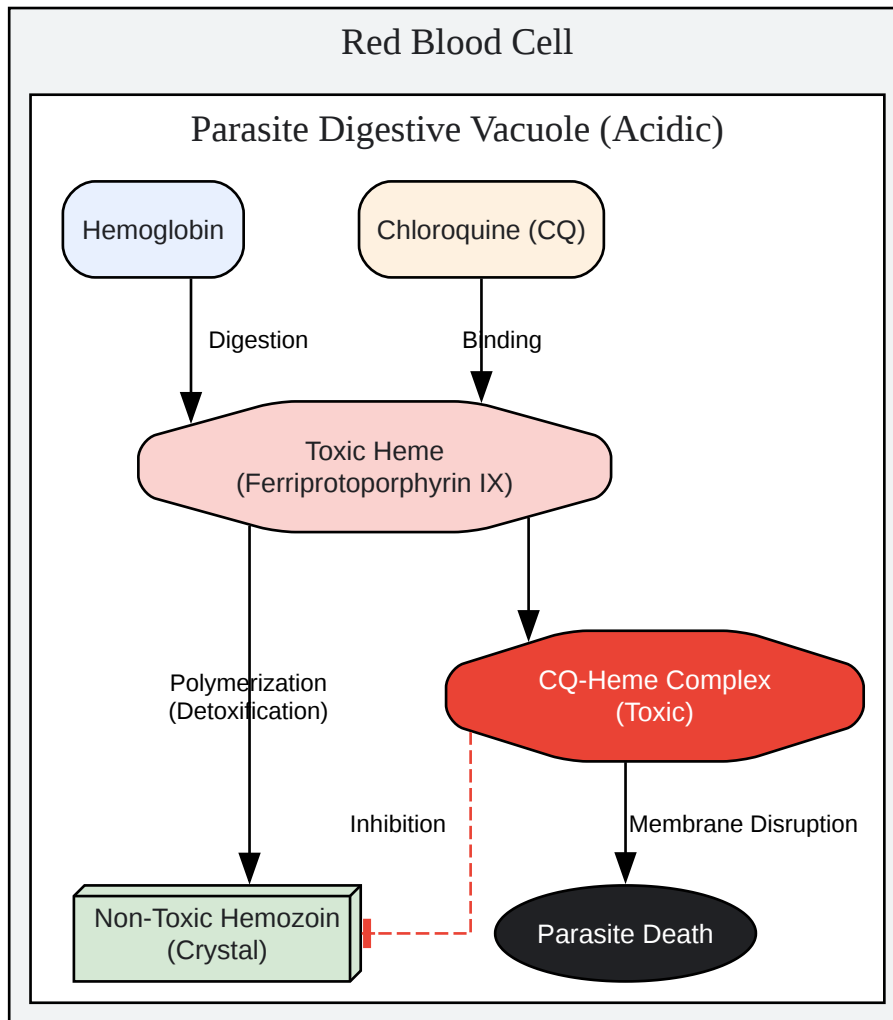 Red Blood Cell
Parasite Digestive Vacuole (Acidic)
Hemoglobin
Chloroquine (CQ)
Digestion
Binding
Toxic Heme
(Ferriprotoporphyrin IX)
Polymerization
(Detoxification)
CQ-Heme Complex
(Toxic)
Inhibition
Membrane Disruption
Non-Toxic Hemozoin
(Crystal)
Parasite Death